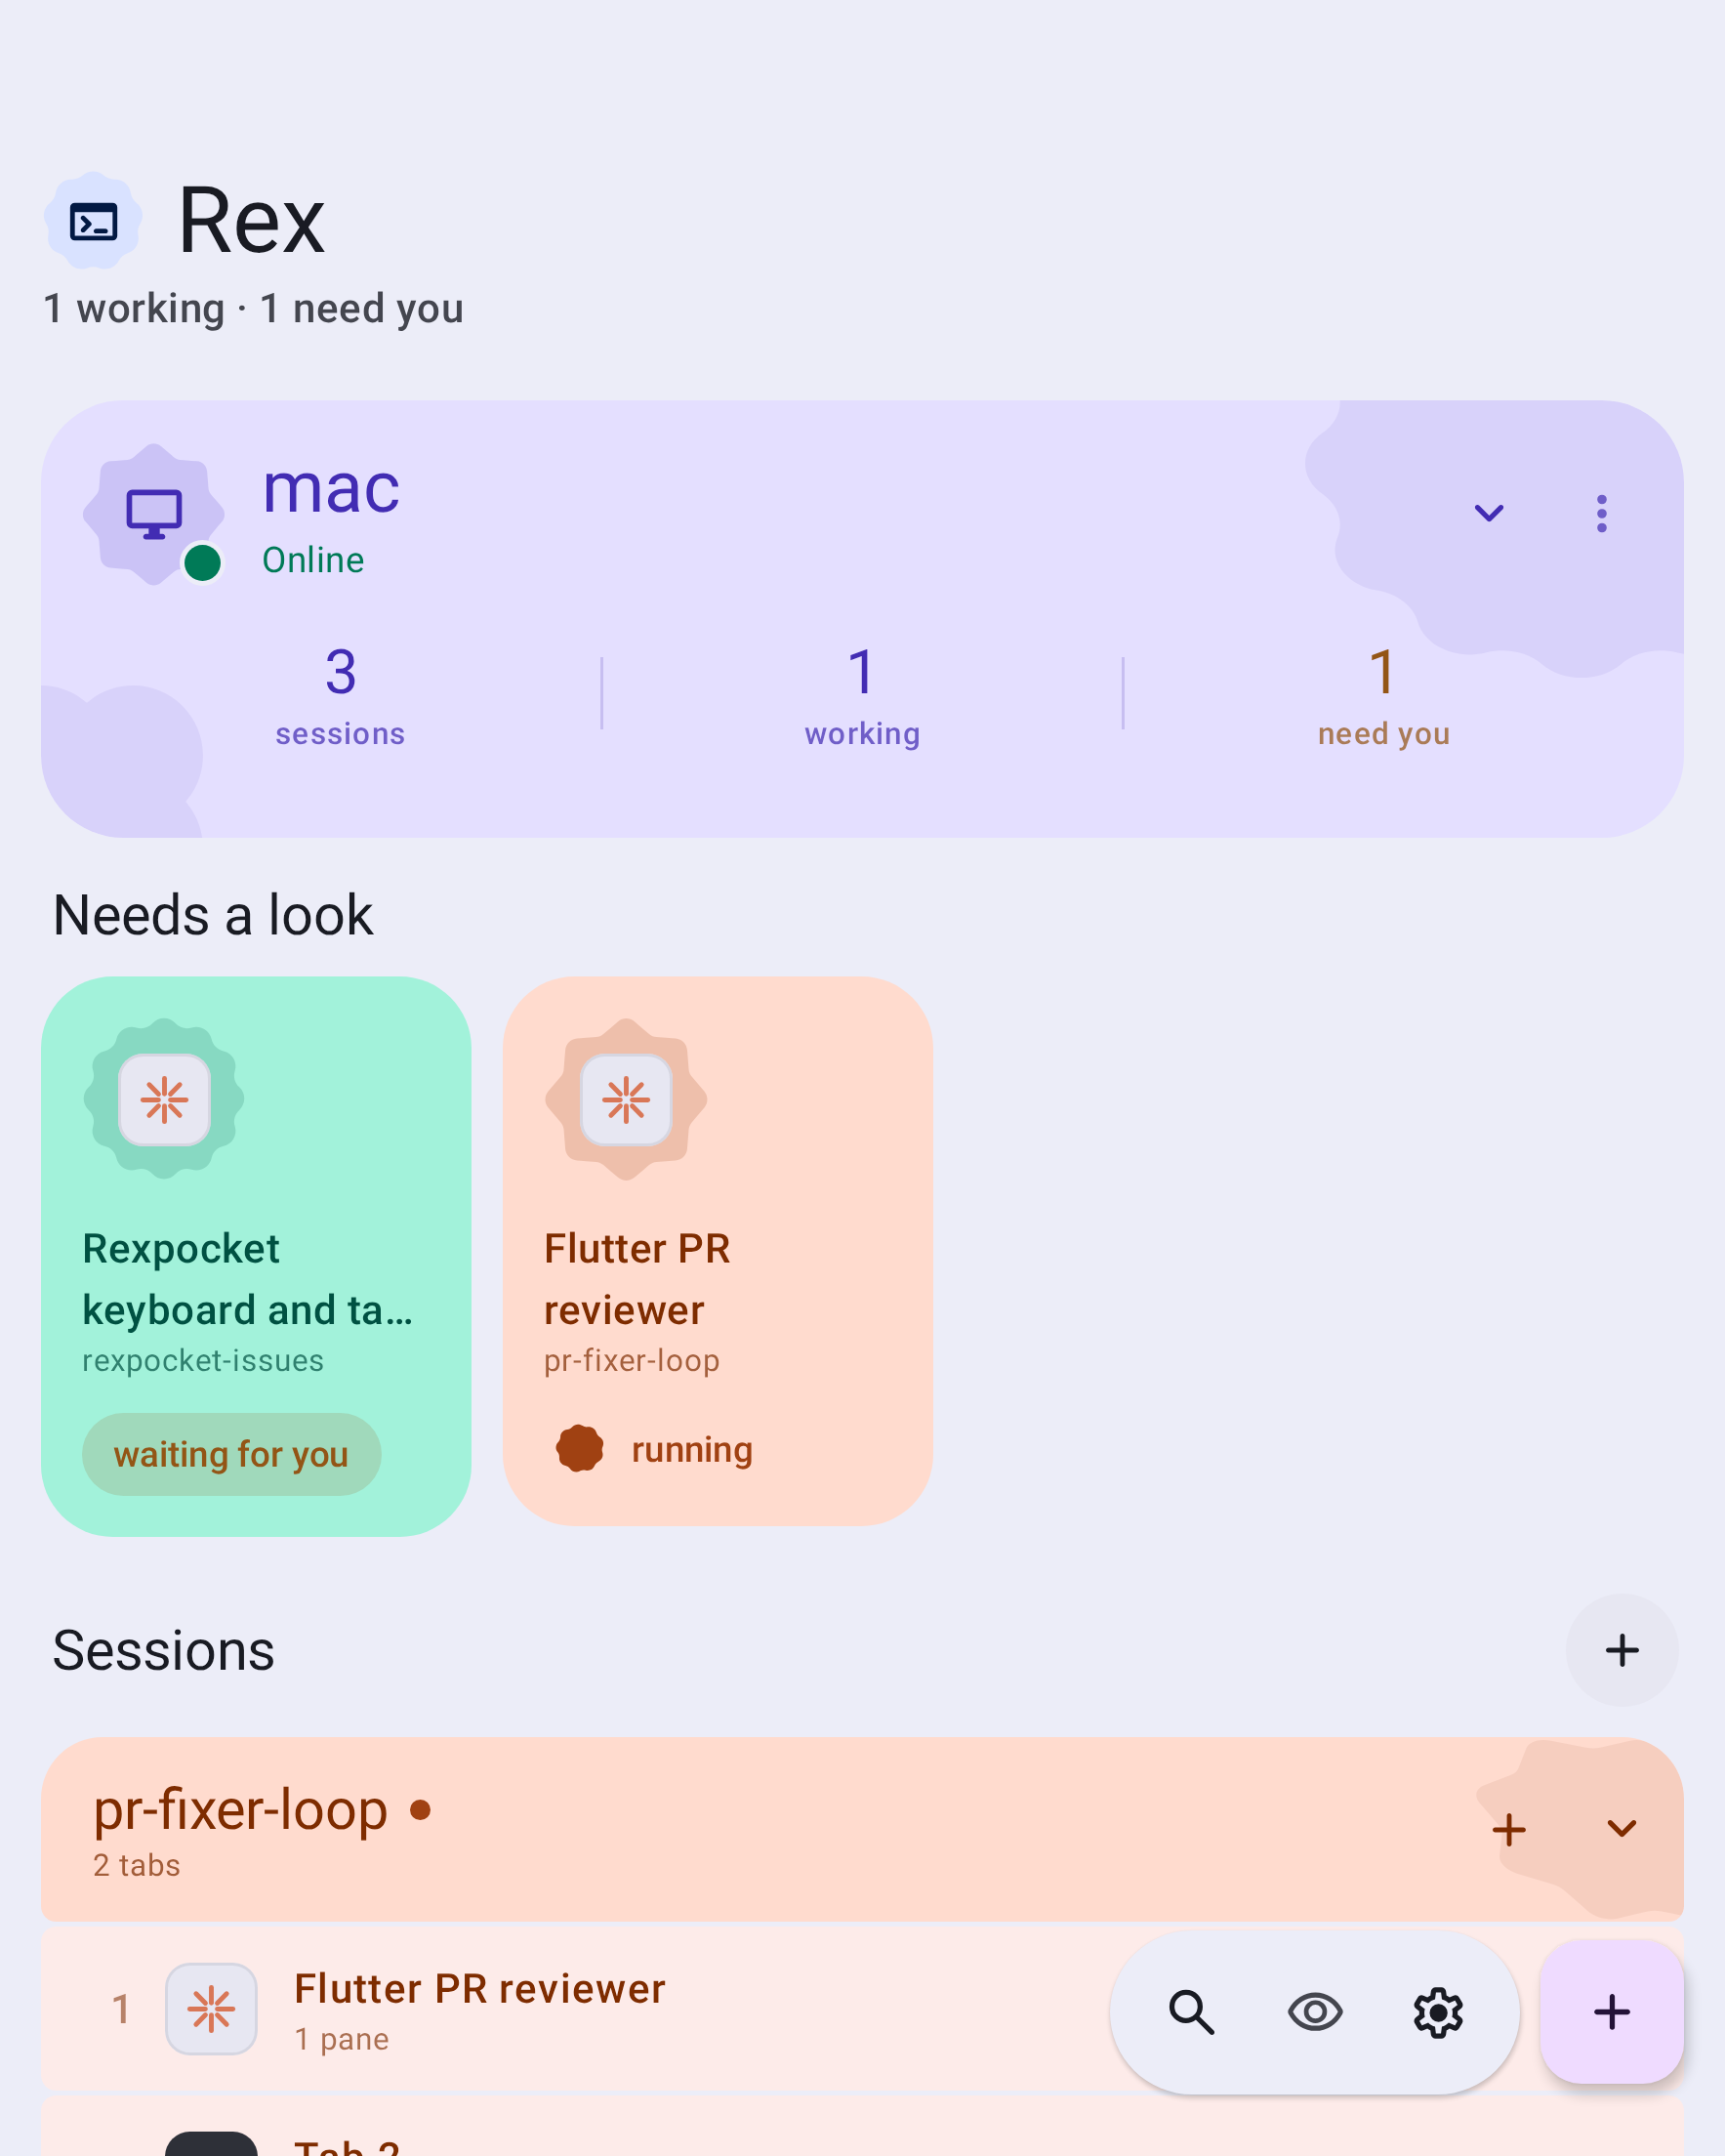 Rex
1 working · 1 need you
mac
Online
3
sessions
1
working
1
need you
Needs a look
Rexpocket
keyboard and ta...
rexpocket-issues
waiting for you
Flutter PR
reviewer
pr-fixer-loop
running
Sessions
pr-fixer-loop
2 tabs
1
Flutter PR reviewer
1 pane
Tab 2